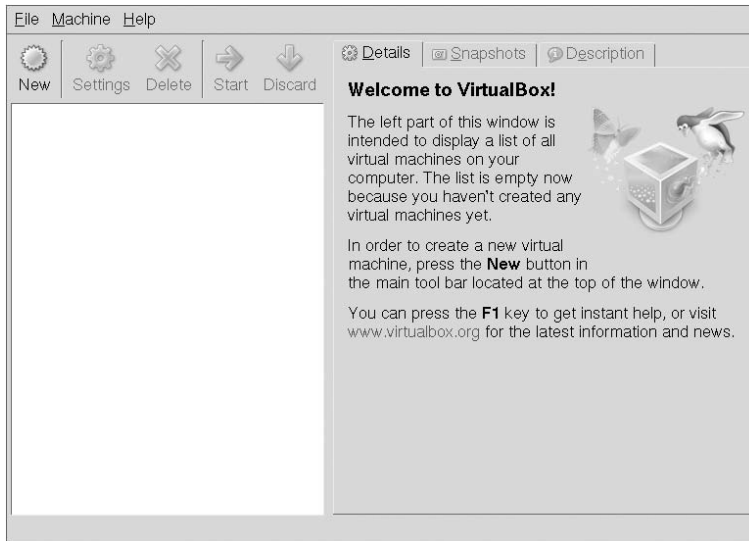 File Machine Help
New Settings Delete Start Discard
Details Snapshots Description
Welcome to VirtualBox!
The left part of this window is
intended to display a list of all
virtual machines on your
computer. The list is empty now
because you haven't created any
virtual machines yet.
In order to create a new virtual
machine, press the New button in
the main tool bar located at the top of the window.
You can press the F1 key to get instant help, or visit
www.virtualbox.org for the latest information and news.